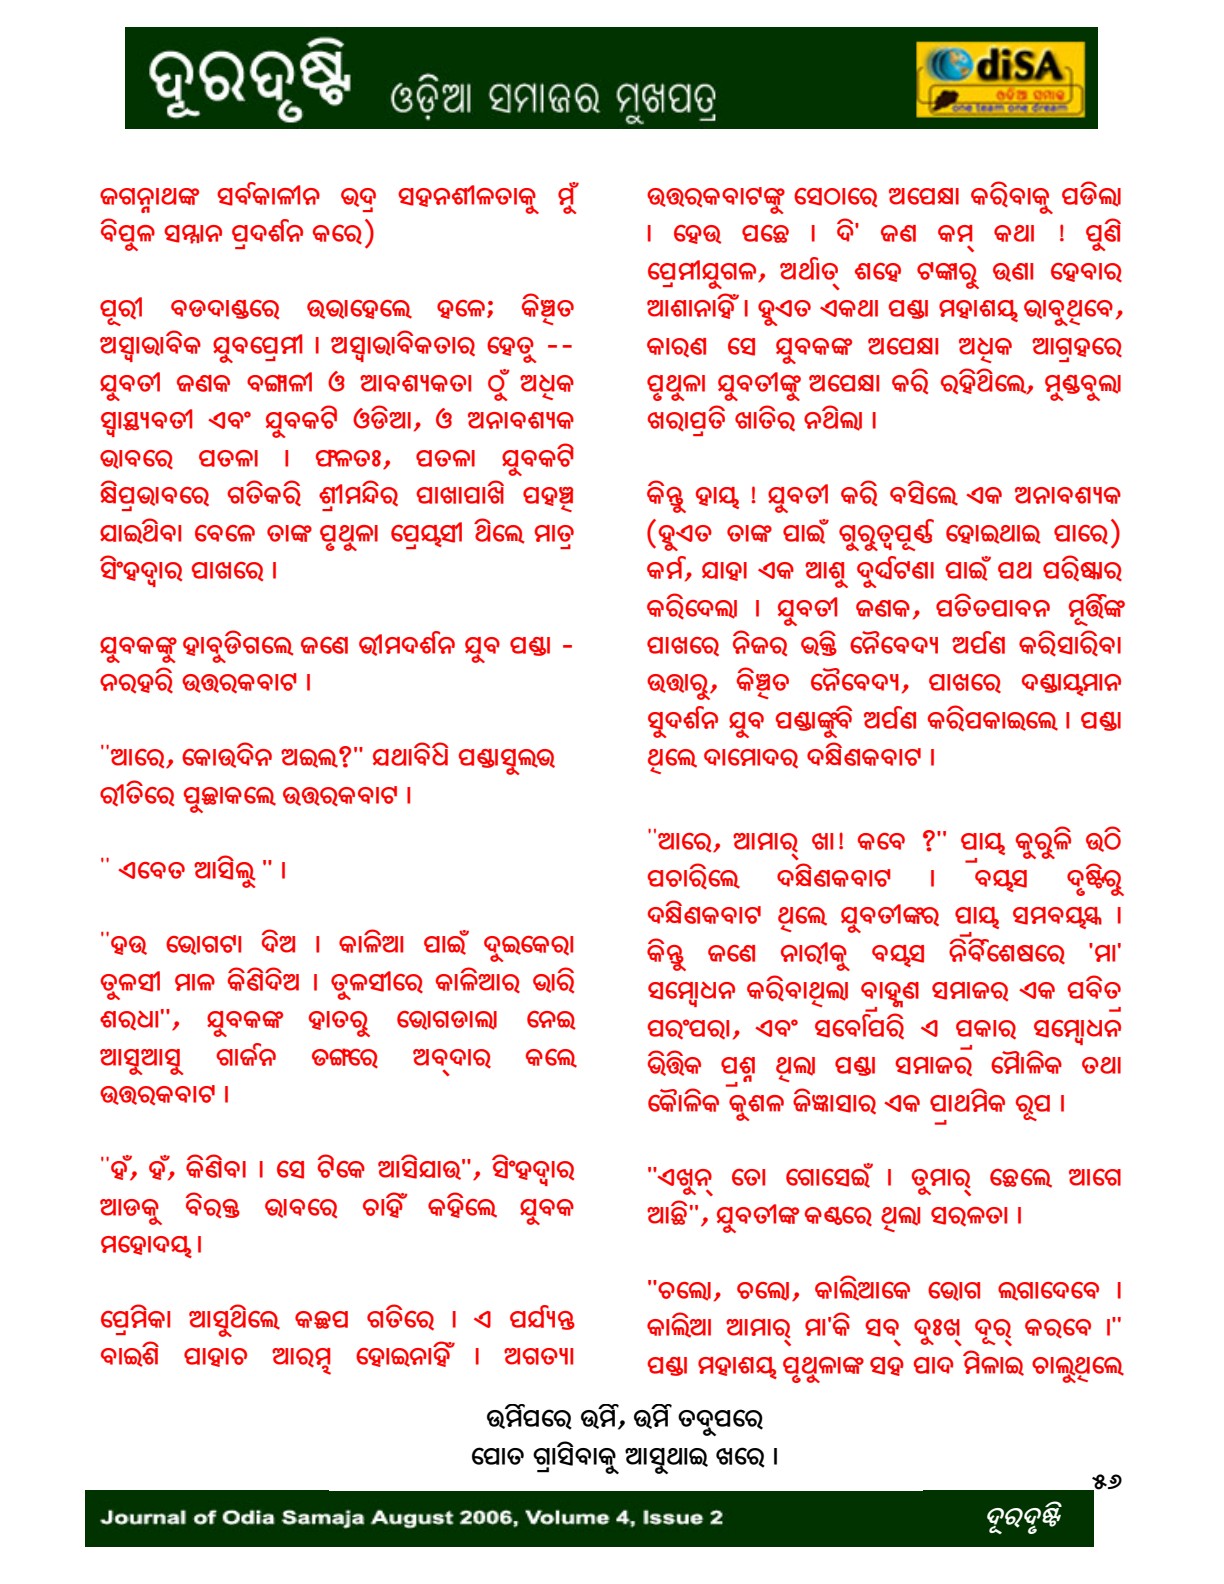 ଦୂରଦୃଷ୍ଟି
ଓଡ଼ିଆ ସମାଜର ମୁଖପତ୍ର
OdiSA
ଓଡ଼ିଆ ସମାଜ
one team one dream
ଜଗନ୍ନାଥଙ୍କ ସର୍ବକାଳୀନ ଭଦ୍ର ସହନଶୀଳତାକୁ ମୁଁ
ବିପୁଳ ସମ୍ମାନ ପ୍ରଦର୍ଶନ କରେ)
ପୂରୀ ବଡଦାଣ୍ଡରେ ଉଭାହେଲେ ହଳେ; କିଞ୍ଚିତ
ଅସ୍ୱାଭାବିକ ଯୁବପ୍ରେମୀ । ଅସ୍ୱାଭାବିକତାର ହେତୁ --
ଯୁବତୀ ଜଣକ ବଙ୍ଗାଳୀ ଓ ଆବଶ୍ୟକତା ଠୁଁ ଅଧିକ
ସ୍ୱାସ୍ଥ୍ୟବତୀ ଏବଂ ଯୁବକଟି ଓଡିଆ, ଓ ଅନାବଶ୍ୟକ
ଭାବରେ ପତଳା । ଫଳତଃ, ପତଳା ଯୁବକଟି
କ୍ଷିପ୍ରଭାବରେ ଗତିକରି ଶ୍ରୀମନ୍ଦିର ପାଖାପାଖି ପହଞ୍ଚି
ଯାଇଥିବା ବେଳେ ତାଙ୍କ ପୃଥୁଳା ପ୍ରେୟସୀ ଥିଲେ ମାତ୍ର
ସିଂହଦ୍ୱାର ପାଖରେ ।
ଯୁବକଙ୍କୁ ହାବୁଡିଗଲେ ଜଣେ ଭୀମଦର୍ଶନ ଯୁବ ପଣ୍ଡା -
ନରହରି ଉତ୍ତରକବାଟ ।
''ଆରେ, କୋଉଦିନ ଅଇଲ?" ଯଥାବିଧି ପଣ୍ଡାସୁଲଭ
ରୀତିରେ ପୁଚ୍ଛାକଲେ ଉତ୍ତରକବାଟ ।
'' ଏବେତ ଆସିଲୁ " ।
''ହଉ ଭୋଗଟା ଦିଅ । କାଳିଆ ପାଇଁ ଦୁଇକେରା
ତୁଳସୀ ମାଳ କିଣିଦିଅ । ତୁଳସୀରେ କାଳିଆର ଭାରି
ଶରଧା", ଯୁବକଙ୍କ ହାତରୁ ଭୋଗଡାଲା ନେଇ
ଆସୁଆସୁ ଗାର୍ଜନ ଡଙ୍ଗରେ ଅବ୍‌ଦାର କଲେ
ଉତ୍ତରକବାଟ ।
''ହଁ, ହଁ, କିଣିବା । ସେ ଟିକେ ଆସିଯାଉ", ସିଂହଦ୍ୱାର
ଆଡକୁ ବିରକ୍ତ ଭାବରେ ଚାହିଁ କହିଲେ ଯୁବକ
ମହୋଦୟ ।
ପ୍ରେମିକା ଆସୁଥିଲେ କଚ୍ଛପ ଗତିରେ । ଏ ପର୍ଯ୍ୟନ୍ତ
ବାଇଶି ପାହାଚ ଆରମ୍ଭ ହୋଇନାହିଁ । ଅଗତ୍ୟା
ଉତ୍ତରକବାଟଙ୍କୁ ସେଠାରେ ଅପେକ୍ଷା କରିବାକୁ ପଡିଲା
। ହେଉ ପଛେ । ଦି' ଜଣ କମ୍ କଥା ! ପୁଣି
ପ୍ରେମୀଯୁଗଳ, ଅର୍ଥାତ୍ ଶହେ ଟଙ୍କାରୁ ଉଣା ହେବାର
ଆଶାନାହିଁ । ହୁଏତ ଏକଥା ପଣ୍ଡା ମହାଶୟ ଭାବୁଥିବେ,
କାରଣ ସେ ଯୁବକଙ୍କ ଅପେକ୍ଷା ଅଧିକ ଆଗ୍ରହରେ
ପୃଥୁଳା ଯୁବତୀଙ୍କୁ ଅପେକ୍ଷା କରି ରହିଥିଲେ, ମୁଣ୍ଡବୁଲା
ଖରାପ୍ରତି ଖାତିର ନଥିଲା ।
କିନ୍ତୁ ହାୟ ! ଯୁବତୀ କରି ବସିଲେ ଏକ ଅନାବଶ୍ୟକ
(ହୁଏତ ତାଙ୍କ ପାଇଁ ଗୁରୁତ୍ୱପୂର୍ଣ୍ଣ ହୋଇଥାଇ ପାରେ)
କର୍ମ, ଯାହା ଏକ ଆଶୁ ଦୁର୍ଘଟଣା ପାଇଁ ପଥ ପରିଷ୍କାର
କରିଦେଲା । ଯୁବତୀ ଜଣକ, ପତିତପାବନ ମୂର୍ତ୍ତିଙ୍କ
ପାଖରେ ନିଜର ଭକ୍ତି ନୈବେଦ୍ୟ ଅର୍ପଣ କରିସାରିବା
ଉତ୍ତାରୁ, କିଞ୍ଚିତ ନୈବେଦ୍ୟ, ପାଖରେ ଦଣ୍ଡାୟମାନ
ସୁଦର୍ଶନ ଯୁବ ପଣ୍ଡାଙ୍କୁବି ଅର୍ପଣ କରିପକାଇଲେ । ପଣ୍ଡା
ଥିଲେ ଦାମୋଦର ଦକ୍ଷିଣକବାଟ ।
''ଆରେ, ଆମାର୍ ଖା! କବେ ?" ପ୍ରାୟ କୁରୁଳି ଉଠି
ପଚାରିଲେ ଦକ୍ଷିଣକବାଟ । ବୟସ ଦୃଷ୍ଟିରୁ
ଦକ୍ଷିଣକବାଟ ଥିଲେ ଯୁବତୀଙ୍କର ପ୍ରାୟ ସମବୟସ୍କ ।
କିନ୍ତୁ ଜଣେ ନାରୀକୁ ବୟସ ନିର୍ବିଶେଷରେ 'ମା'
ସମ୍ବୋଧନ କରିବାଥିଲା ବ୍ରାହ୍ମଣ ସମାଜର ଏକ ପବିତ୍ର
ପରଂପରା, ଏବଂ ସର୍ବୋପରି ଏ ପ୍ରକାର ସମ୍ବୋଧନ
ଭିତ୍ତିକ ପ୍ରଶ୍ନ ଥିଲା ପଣ୍ଡା ସମାଜର ମୌଳିକ ତଥା
କୌଳିକ କୁଶଳ ଜିଜ୍ଞାସାର ଏକ ପ୍ରାଥମିକ ରୂପ ।
"ଏଖୁନ୍ ତୋ ଗୋସେଇଁ । ତୁମାର୍ ଛେଲେ ଆଗେ
ଆଛି", ଯୁବତୀଙ୍କ କଣ୍ଠରେ ଥିଲା ସରଳତା ।
"ଚଲୋ, ଚଲୋ, କାଲିଆକେ ଭୋଗ ଲଗାଦେବେ ।
କାଲିଆ ଆମାର୍ ମା'କି ସବ୍ ଦୁଃଖ୍ ଦୂର୍ କରବେ ।"
ପଣ୍ଡା ମହାଶୟ ପୃଥୁଳାଙ୍କ ସହ ପାଦ ମିଳାଇ ଚାଲୁଥିଲେ
ଉର୍ମିପରେ ଉର୍ମି, ଉର୍ମି ତଦୁପରେ
ପୋତ ଗ୍ରାସିବାକୁ ଆସୁଥାଇ ଖରେ ।
୫୬
Journal of Odia Samaja August 2006, Volume 4, Issue 2
ଦୂରଦୃଷ୍ଟି